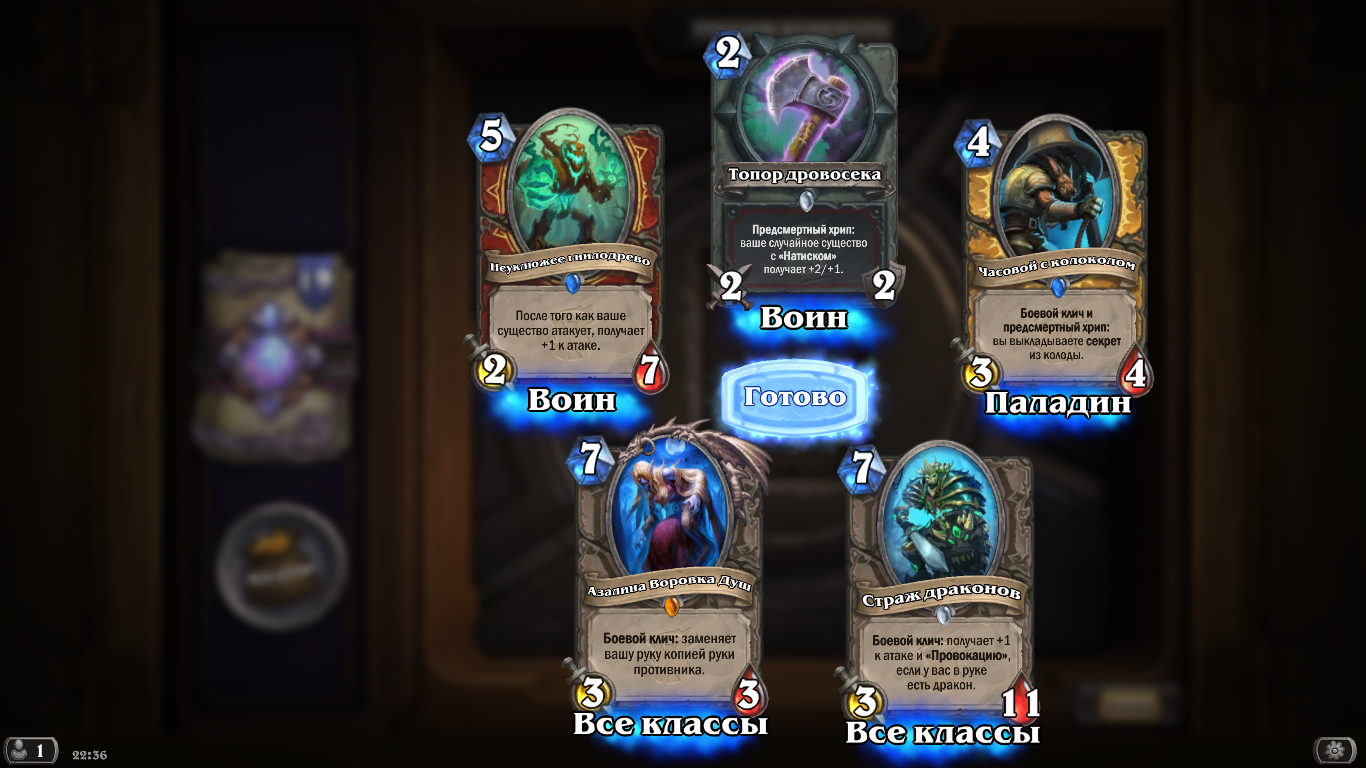 2
Топор дровосека
Предсмертный хрип:
ваше случайное существо
с «Натиском»
получает +2/+1.
2
2
Воин
5
Неуклюжее гнилодрево
После того как ваше
существо атакует, получает
+1 к атаке.
2
7
Воин
4
Часовой с колоколом
Боевой клич и
предсмертный хрип:
вы выкладываете секрет
из колоды.
3
4
Паладин
Готово
7
Азалина Воровка Душ
Боевой клич: заменяет
вашу руку копией руки
противника.
3
3
Все классы
7
Страж драконов
Боевой клич: получает +1
к атаке и «Провокацию»,
если у вас в руке
есть дракон.
3
11
Все классы
19
1
22:36